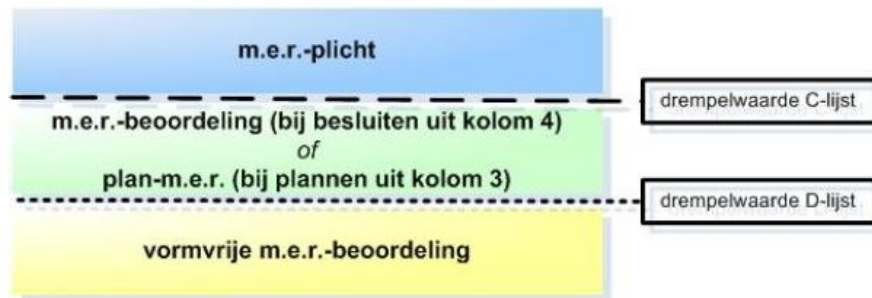 m.e.r.-plicht
drempelwaarde C-lijst
m.e.r.-beoordeling (bij besluiten uit kolom 4)
of
plan-m.e.r. (bij plannen uit kolom 3)
drempelwaarde D-lijst
vormvrije m.e.r.-beoordeling